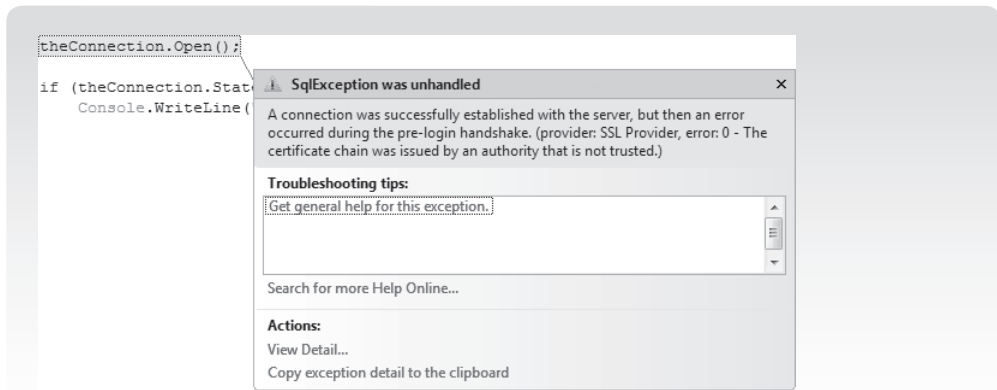 theConnection.Open();
if (theConnection.Stat
Console.WriteLine(
SqlException was unhandled
A connection was successfully established with the server, but then an error
occurred during the pre-login handshake. (provider: SSL Provider, error: 0 - The
certificate chain was issued by an authority that is not trusted.)
Troubleshooting tips:
Get general help for this exception.
Search for more Help Online...
Actions:
View Detail...
Copy exception detail to the clipboard